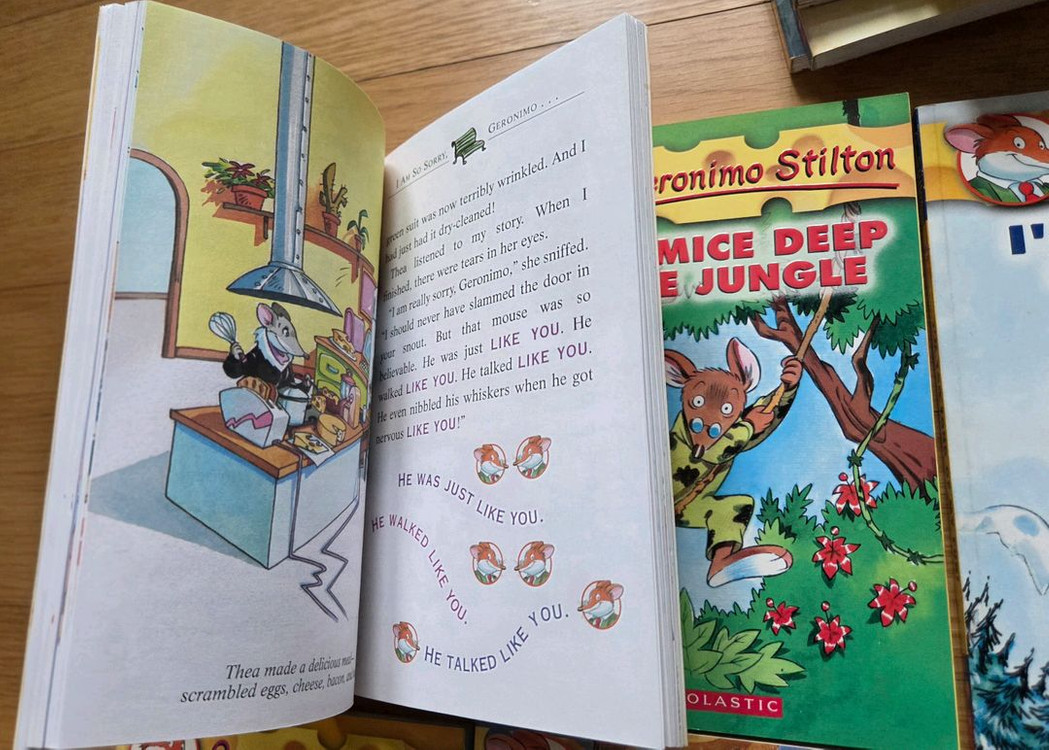 Thea made a delicious meal—
scrambled eggs, cheese, bacon,
I AM SO SORRY, GERONIMO . . .
green suit was now terribly wrinkled. And I
had just had it dry-cleaned!
Thea listened to my story. When I
finished, there were tears in her eyes.
"I am really sorry, Geronimo," she sniffed.
"I should never have slammed the door in
your snout. But that mouse was so
believable. He was just LIKE YOU. He
walked LIKE YOU. He talked LIKE YOU.
He even nibbled his whiskers when he got
nervous LIKE YOU!"
HE WAS JUST LIKE YOU.
HE WALKED LIKE YOU.
HE TALKED LIKE YOU.
eronimo Stilton
MICE DEEP
E JUNGLE
OLASTIC
I'